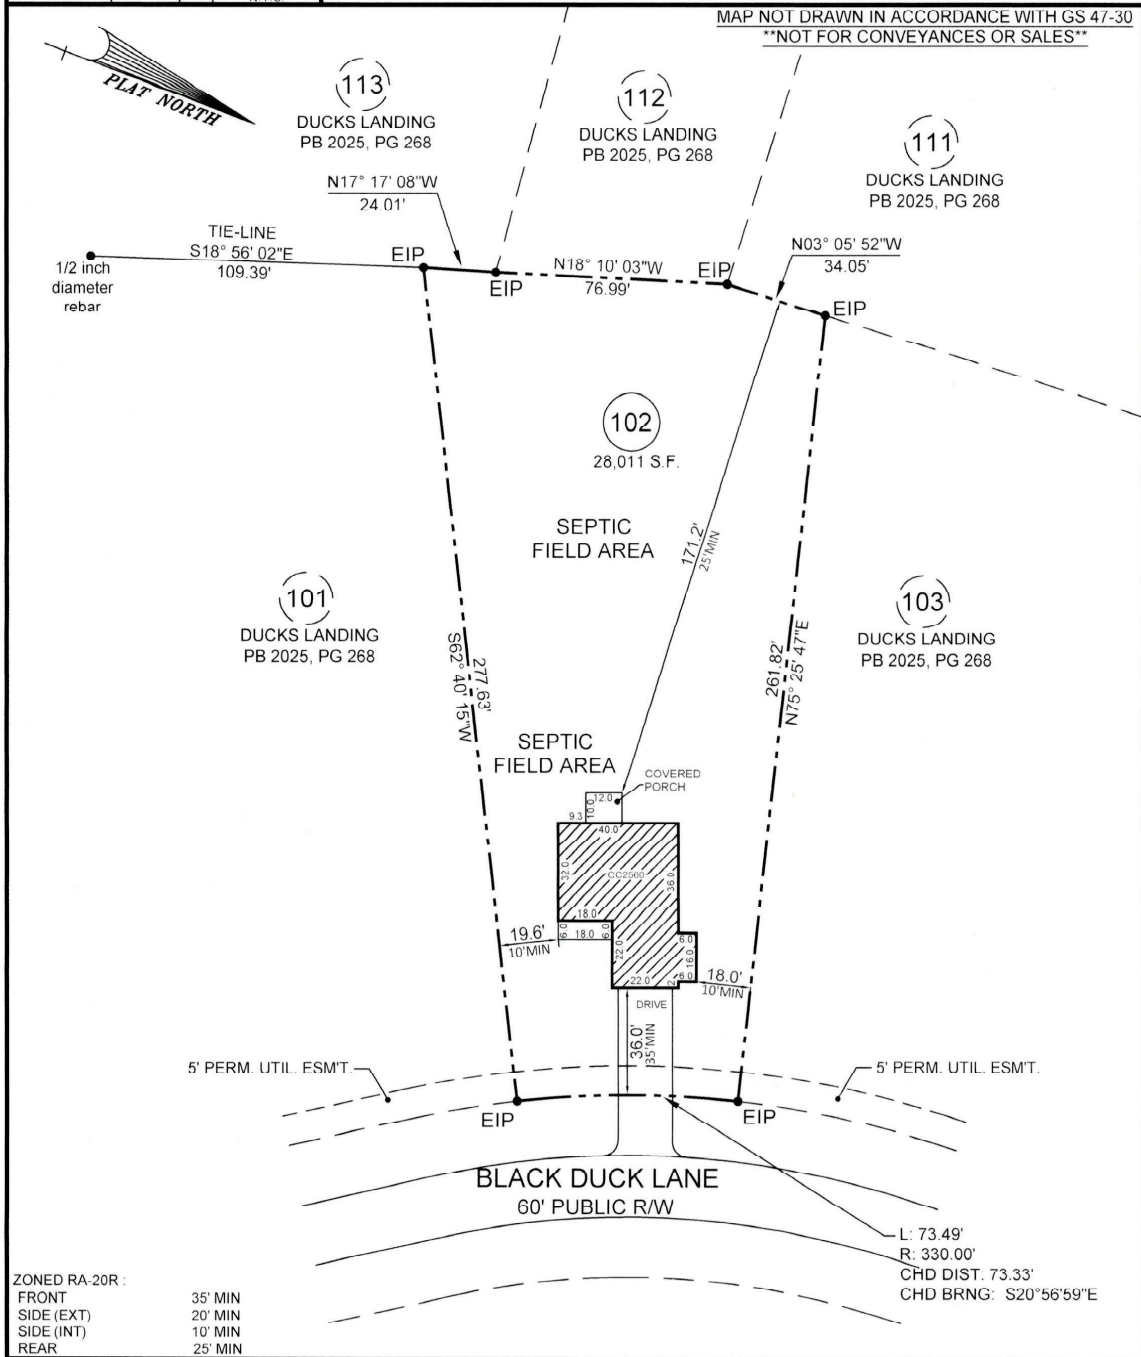 MAP NOT DRAWN IN ACCORDANCE WITH GS 47-30
**NOT FOR CONVEYANCES OR SALES**
PLAT NORTH
113
DUCKS LANDING
PB 2025, PG 268
112
DUCKS LANDING
PB 2025, PG 268
111
DUCKS LANDING
PB 2025, PG 268
N17° 17' 08"W
24.01'
TIE-LINE
S18° 56' 02"E
109.39'
1/2 inch
diameter
rebar
EIP
EIP
N18° 10' 03"W
76.99'
EIP
N03° 05' 52"W
34.05'
EIP
102
28,011 S.F.
SEPTIC
FIELD AREA
171.2'
25'MIN
101
DUCKS LANDING
PB 2025, PG 268
103
DUCKS LANDING
PB 2025, PG 268
277.63'
S62° 40' 15"W
261.82'
N75° 25' 47"E
SEPTIC
FIELD AREA
COVERED
PORCH
12.0
10.0
9.3
40.0
32.0
CC2500
36.0
18.0
6.0
18.0
6.0
19.6'
10'MIN
22.0
6.0
16.0
6.0
22.0
2
18.0'
10'MIN
DRIVE
36.0'
35'MIN
5' PERM. UTIL. ESM'T.
5' PERM. UTIL. ESM'T.
EIP
EIP
BLACK DUCK LANE
60' PUBLIC R/W
L: 73.49'
R: 330.00'
CHD DIST. 73.33'
CHD BRNG: S20°56'59"E
ZONED RA-20R :
FRONT 35' MIN
SIDE (EXT) 20' MIN
SIDE (INT) 10' MIN
REAR 25' MIN